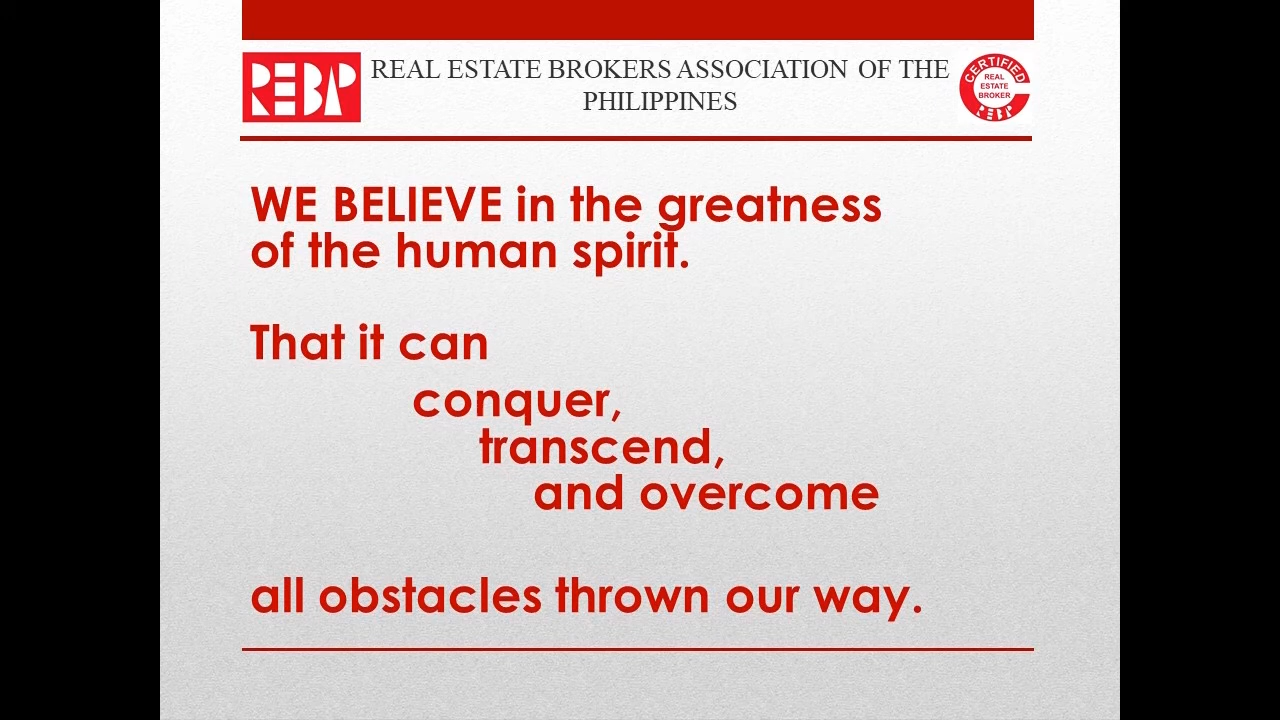 REBAP
REAL ESTATE BROKERS ASSOCIATION OF THE
PHILIPPINES
CERTIFIED
REAL
ESTATE
BROKER
REBAP
WE BELIEVE in the greatness
of the human spirit.
That it can
conquer,
transcend,
and overcome
all obstacles thrown our way.